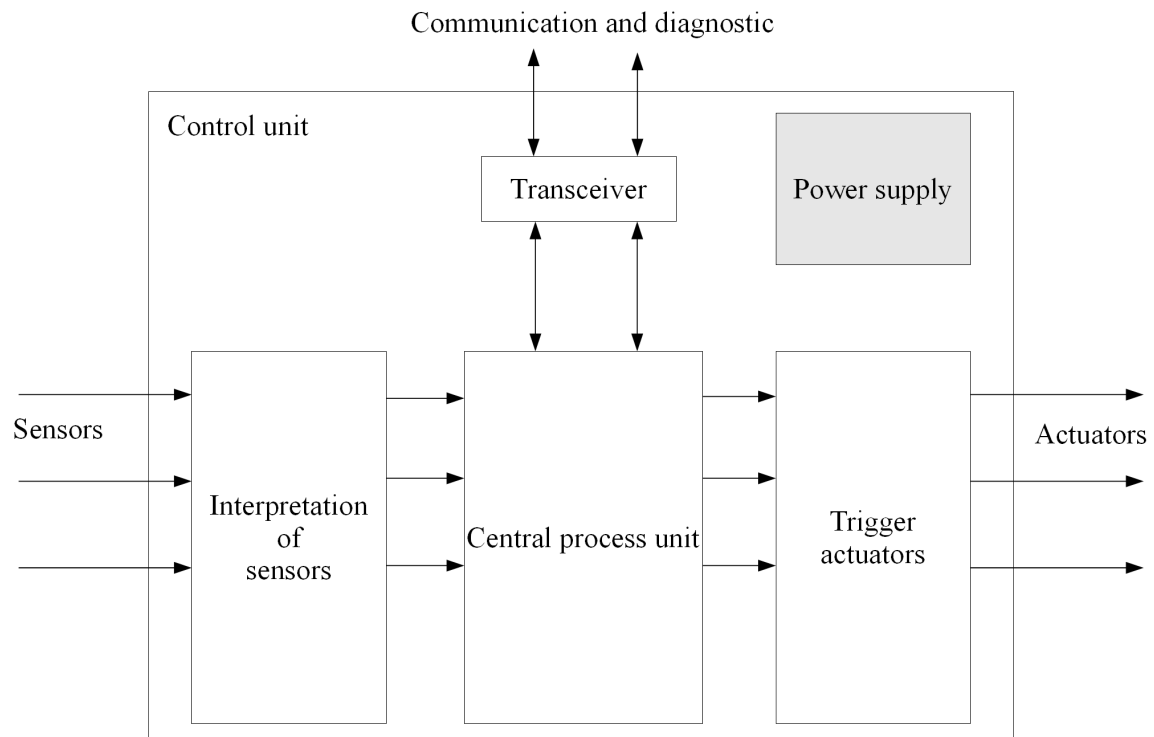 Communication and diagnostic
Control unit
Transceiver
Power supply
Sensors
Actuators
Interpretation
of
sensors
Central process unit
Trigger
actuators